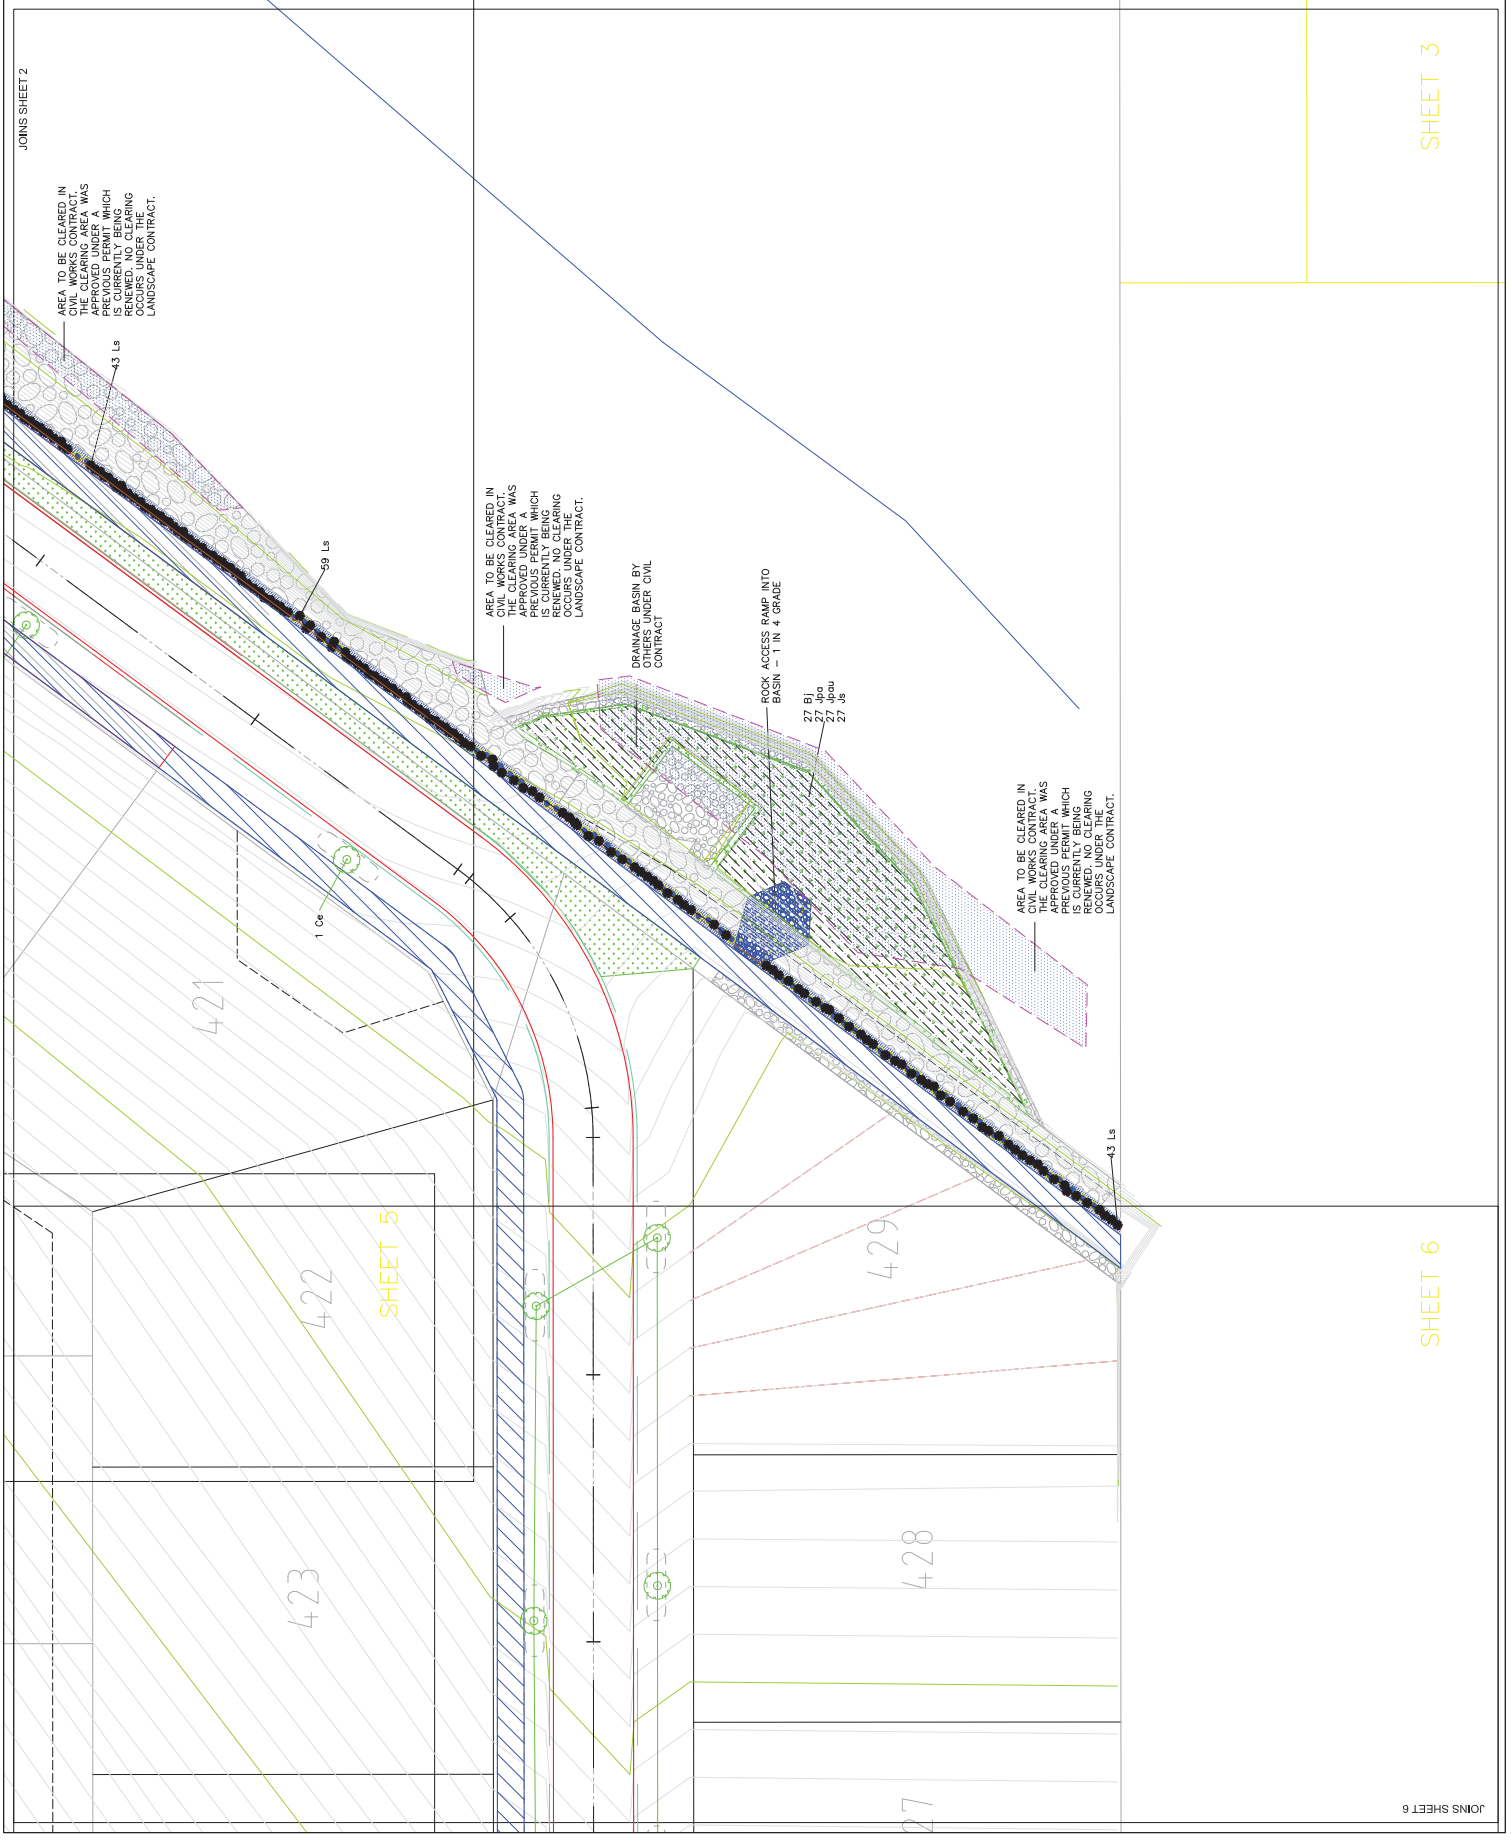 JOINS SHEET 2
AREA TO BE CLEARED IN
CIVIL WORKS CONTRACT.
THE CLEARING AREA WAS
APPROVED UNDER A
PREVIOUS PERMIT WHICH
IS CURRENTLY BEING
RENEWED. NO CLEARING
OCCURS UNDER THE
LANDSCAPE CONTRACT.
43 Ls
SHEET 3
59 Ls
AREA TO BE CLEARED IN
CIVIL WORKS CONTRACT.
THE CLEARING AREA WAS
APPROVED UNDER A
PREVIOUS PERMIT WHICH
IS CURRENTLY BEING
RENEWED. NO CLEARING
OCCURS UNDER THE
LANDSCAPE CONTRACT.
DRAINAGE BASIN BY
OTHERS UNDER CIVIL
CONTRACT
ROCK ACCESS RAMP INTO
BASIN – 1 IN 4 GRADE
27 Bj
27 Jpa
27 Jpau
27 Js
AREA TO BE CLEARED IN
CIVIL WORKS CONTRACT.
THE CLEARING AREA WAS
APPROVED UNDER A
PREVIOUS PERMIT WHICH
IS CURRENTLY BEING
RENEWED. NO CLEARING
OCCURS UNDER THE
LANDSCAPE CONTRACT.
1 Ce
421
43 Ls
422
SHEET 5
429
SHEET 6
423
428
27
JOINS SHEET 6